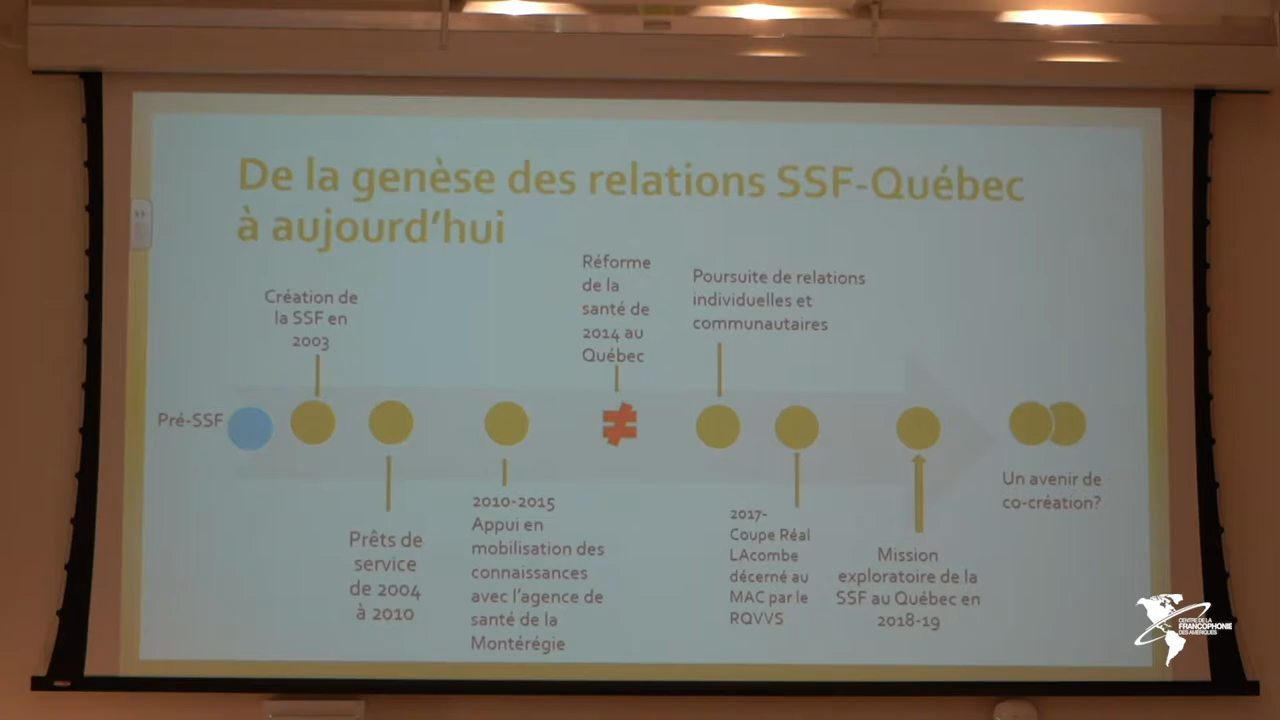 De la genèse des relations SSF-Québec
à aujourd'hui
Pré-SSF
Création de
la SSF en
2003
Prêts de
service
de 2004
à 2010
2010-2015
Appui en
mobilisation des
connaissances
avec l'agence de
santé de la
Montérégie
Réforme
de la
santé de
2014 au
Québec
Poursuite de relations
individuelles et
communautaires
2017-
Coupe Réal
LAcombe
décerné au
MAC par le
RQVVS
Mission
exploratoire de la
SSF au Québec en
2018-19
Un avenir de
co-création?
CENTRE DE LA
FRANCOPHONIE
DES AMÉRIQUES